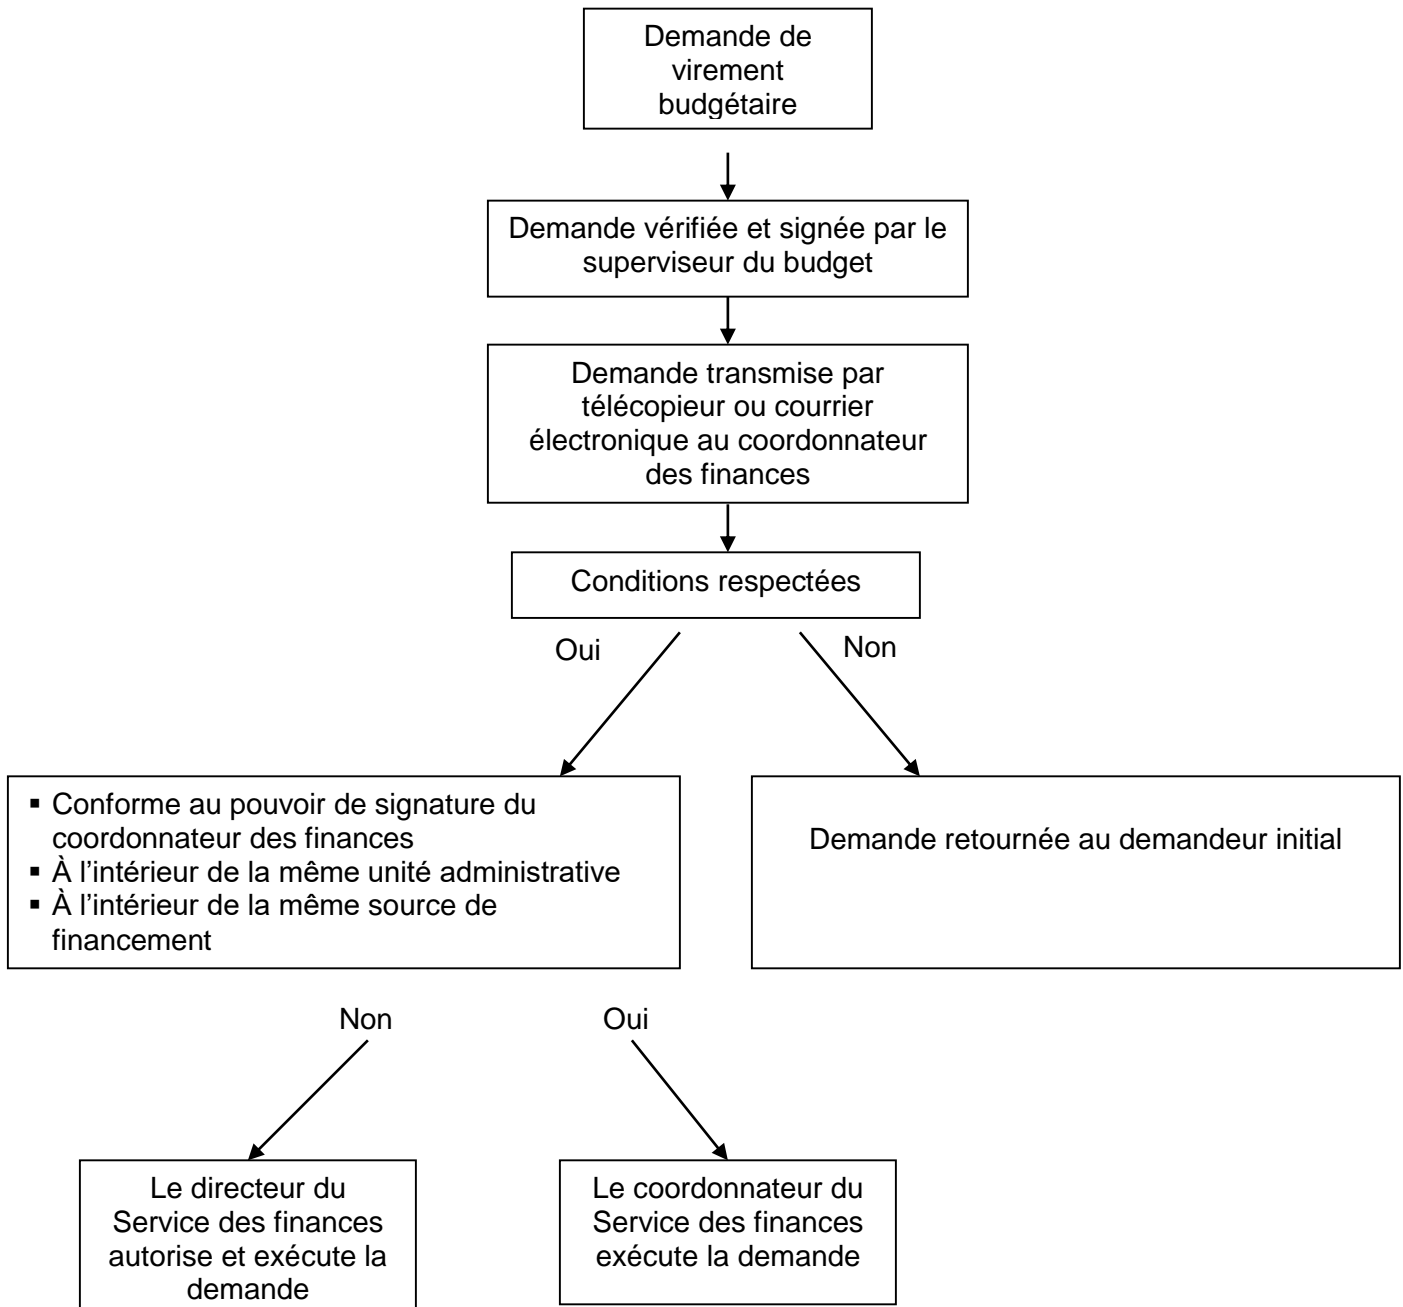 Demande de
virement
budgétaire
Demande vérifiée et signée par le
superviseur du budget
Demande transmise par
télécopieur ou courrier
électronique au coordonnateur
des finances
Conditions respectées
Oui
Non
▪ Conforme au pouvoir de signature du
coordonnateur des finances
▪ À l’intérieur de la même unité administrative
▪ À l’intérieur de la même source de
financement
Demande retournée au demandeur initial
Non
Oui
Le directeur du
Service des finances
autorise et exécute la
demande
Le coordonnateur du
Service des finances
exécute la demande